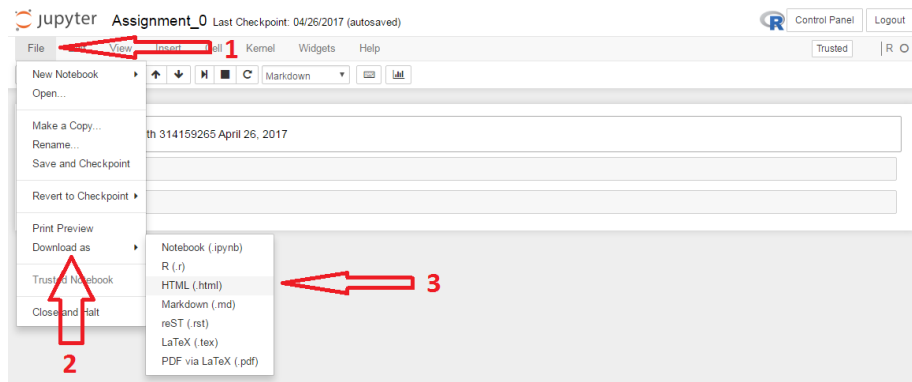 jupyter Assignment_0 Last Checkpoint: 04/26/2017 (autosaved) R Control Panel Logout
File View Insert Cell Kernel Widgets Help Trusted R
1
Markdown
New Notebook
Open...
Make a Copy...
Rename...
Save and Checkpoint
Revert to Checkpoint
Print Preview
Download as
Trusted Notebook
Close and Halt
th 314159265 April 26, 2017
Notebook (.ipynb)
R (.r)
HTML (.html)
Markdown (.md)
reST (.rst)
LaTeX (.tex)
PDF via LaTeX (.pdf)
3
2